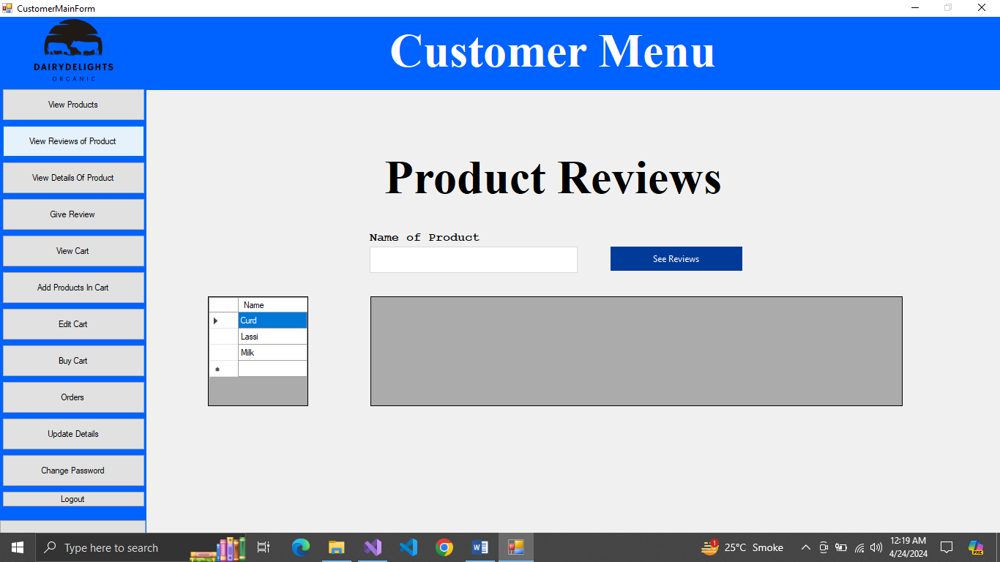 CustomerMainForm
DAIRYDELIGHTS
ORGANIC
Customer Menu
View Products
View Reviews of Product
View Details Of Product
Give Review
View Cart
Add Products In Cart
Edit Cart
Buy Cart
Orders
Update Details
Change Password
Logout
Product Reviews
Name of Product
See Reviews
Name
Curd
Lassi
Milk
Type here to search
1
25°C Smoke
12:19 AM
4/24/2024
PRE